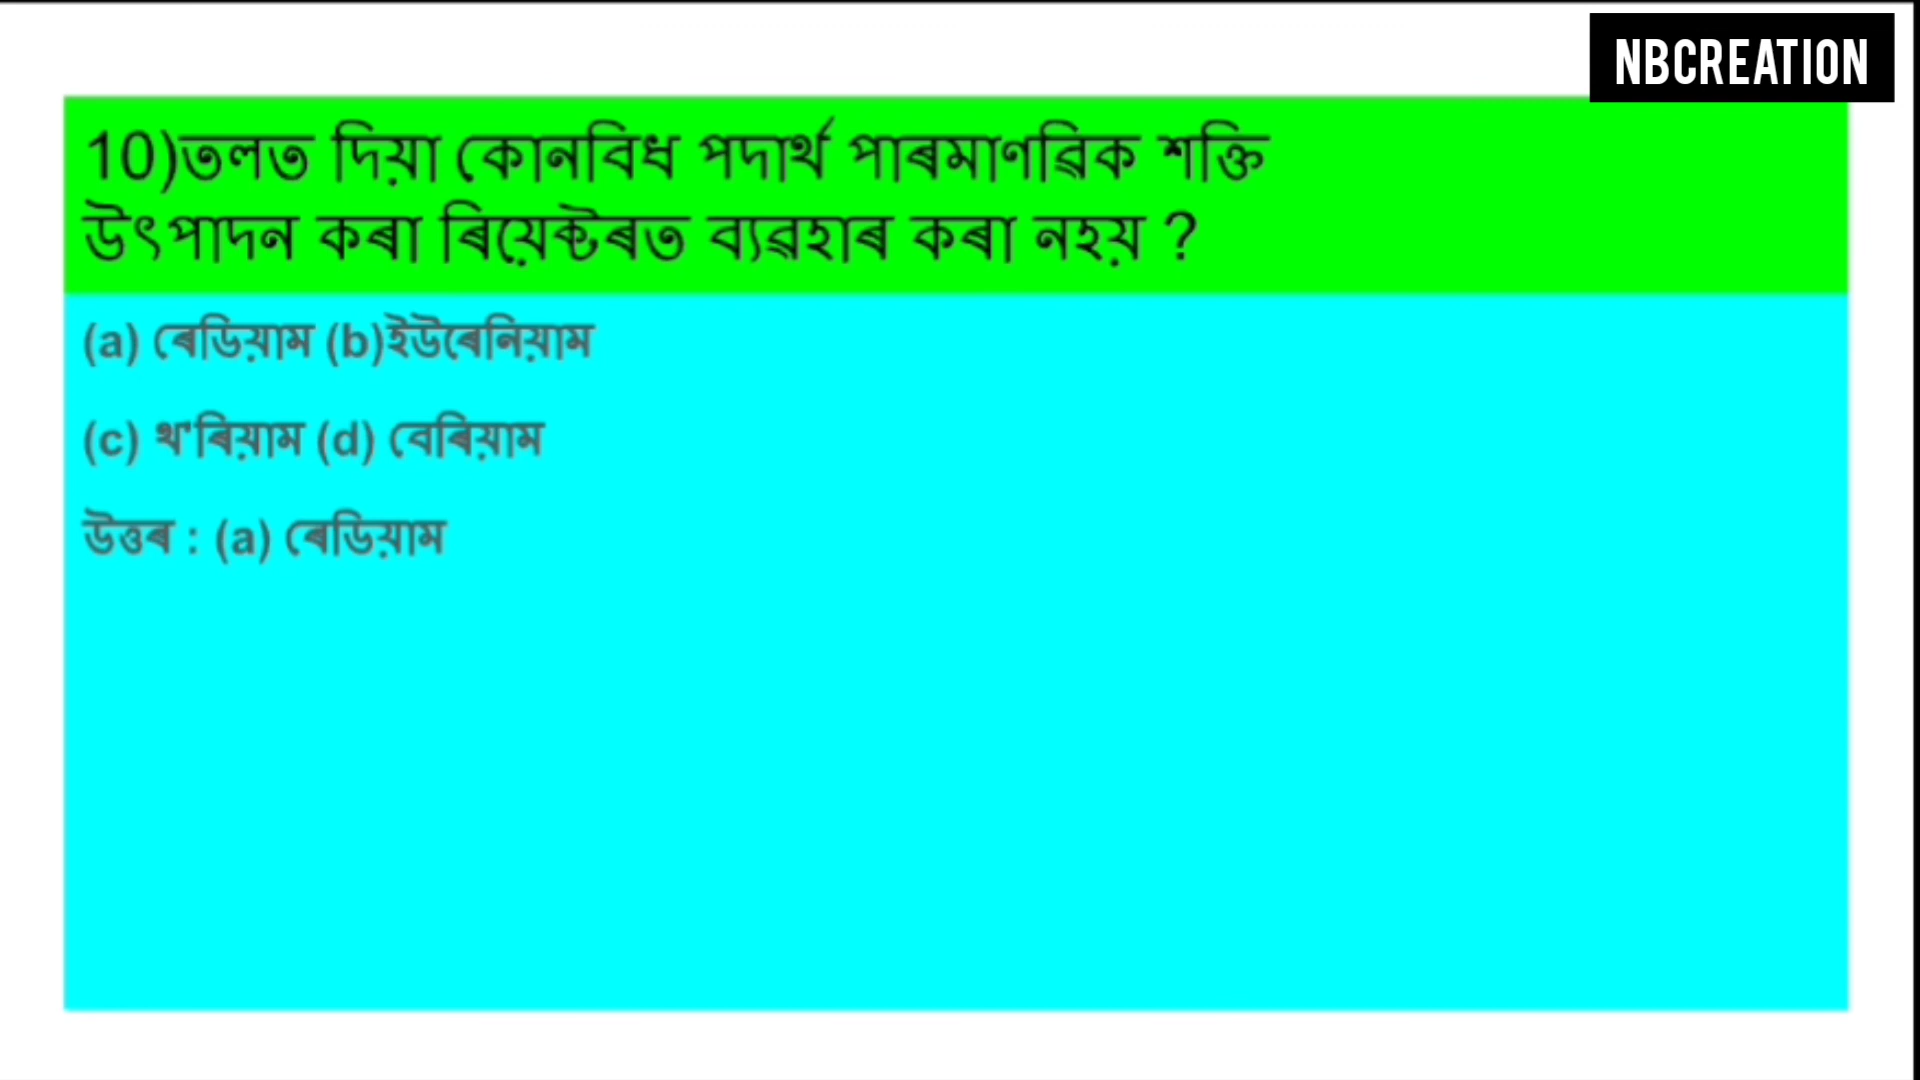 NBCREATION
10)তলত দিয়া কোনবিধ পদাৰ্থ পাৰমাণৱিক শক্তি
উৎপাদন কৰা ৰিয়েক্টৰত ব্যৱহাৰ কৰা নহয় ?
(a) ৰেডিয়াম (b)ইউৰেনিয়াম
(c) থ'ৰিয়াম (d) বেৰিয়াম
উত্তৰ : (a) ৰেডিয়াম